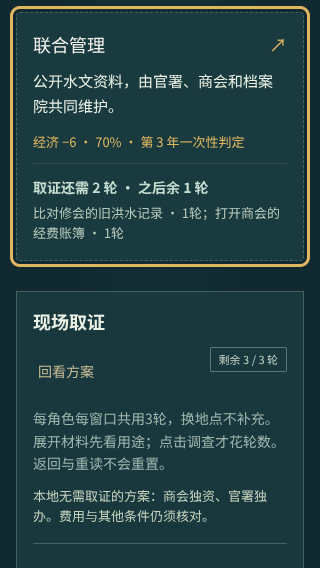 联合管理 ↗
公开水文资料，由官署、商会和档案
院共同维护。
经济 −6 · 70% · 第 3 年一次性判定
取证还需 2 轮 · 之后余 1 轮
比对修会的旧洪水记录 · 1轮；打开商会的
经费账簿 · 1轮
现场取证
剩余 3 / 3 轮
回看方案
每角色每窗口共用3轮，换地点不补充。
展开材料先看用途；点击调查才花轮数。
返回与重读不会重置。
本地无需取证的方案：商会独资、官署独
办。费用与其他条件仍须核对。